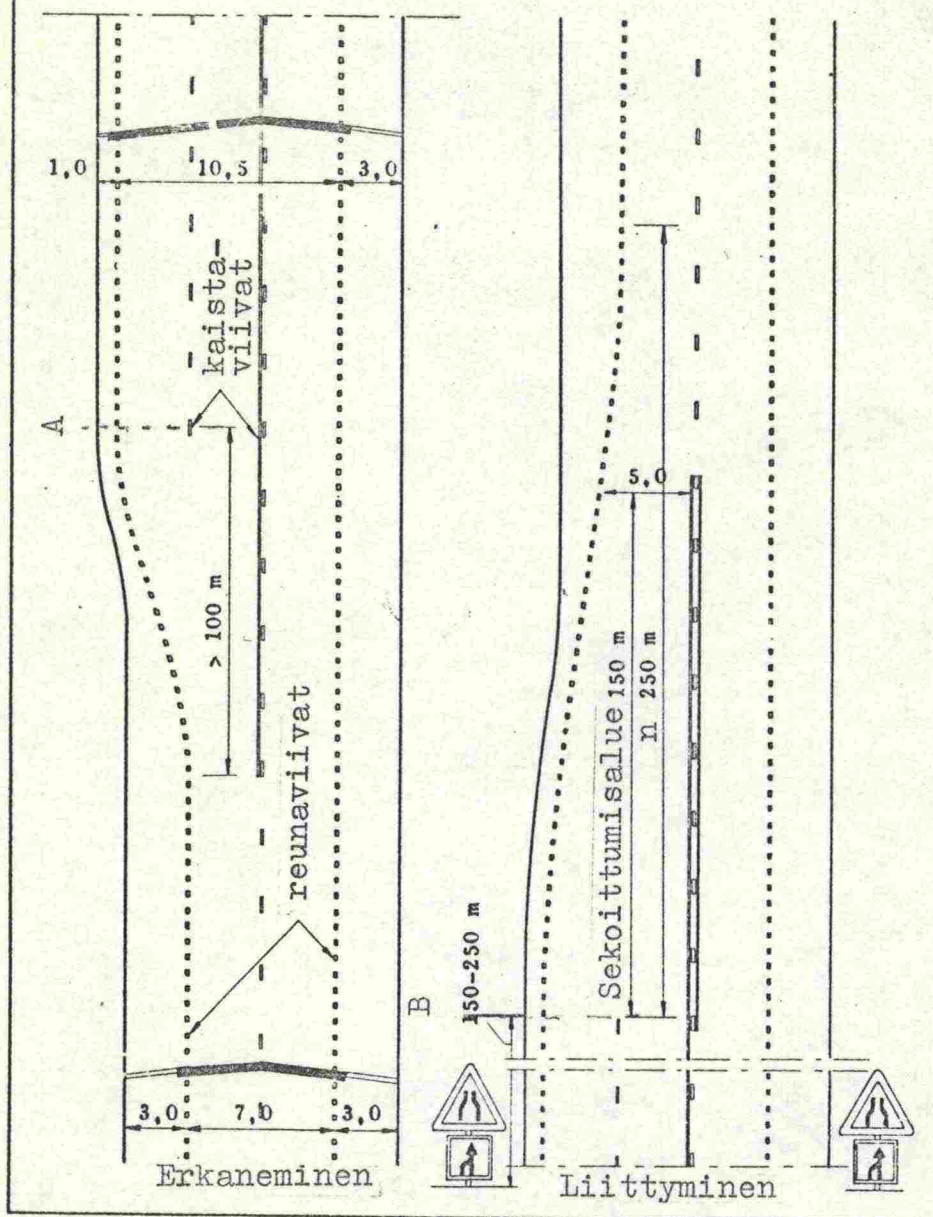 1,0
10,5
3,0
kaista-
viivat
A
> 100 m
reunaviivat
3,0
7,0
3,0
Erkaneminen
5,0
Sekoittumisalue 150 m
n 250 m
B
150-250 m
Liittyminen